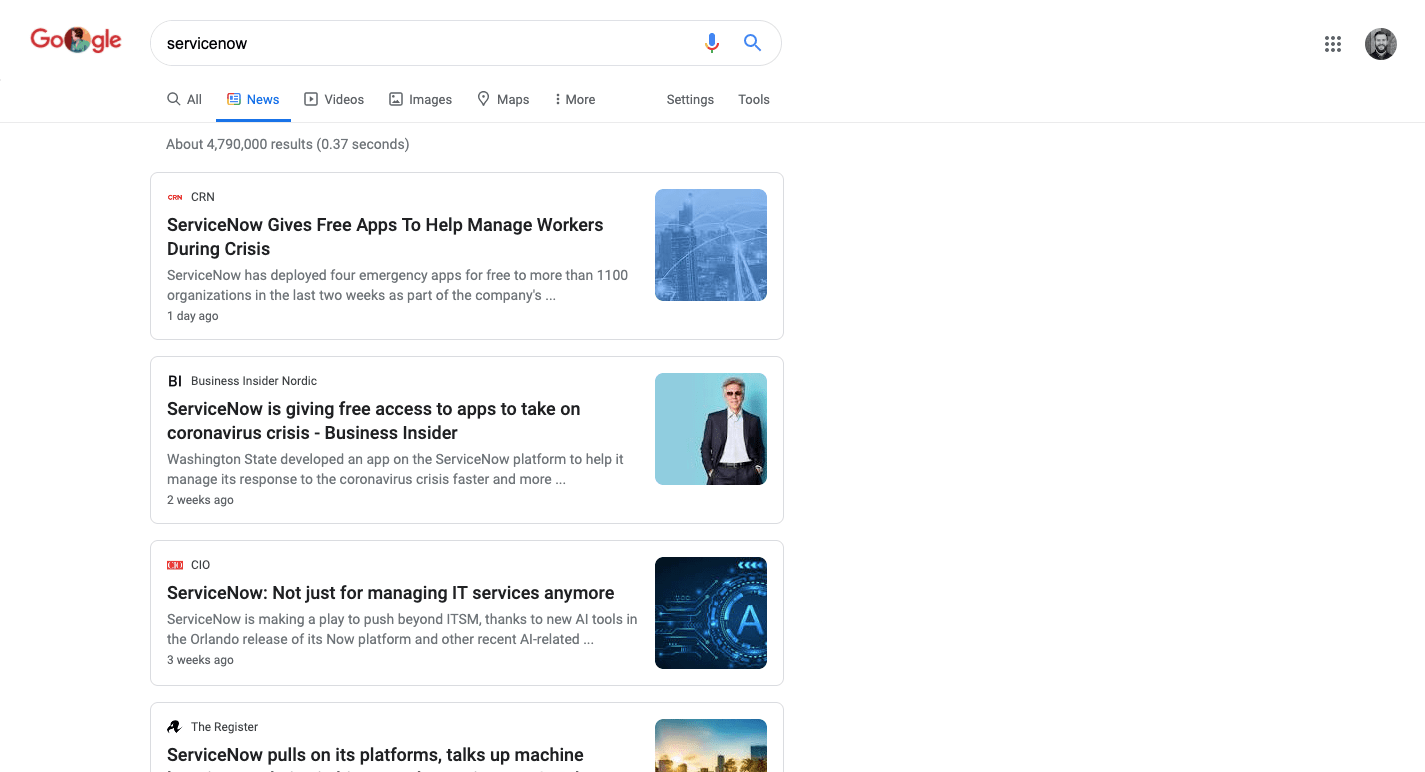 Google
servicenow
All News Videos Images Maps More Settings Tools
About 4,790,000 results (0.37 seconds)
CRN CRN
ServiceNow Gives Free Apps To Help Manage Workers
During Crisis
ServiceNow has deployed four emergency apps for free to more than 1100
organizations in the last two weeks as part of the company's ...
1 day ago
BI Business Insider Nordic
ServiceNow is giving free access to apps to take on
coronavirus crisis - Business Insider
Washington State developed an app on the ServiceNow platform to help it
manage its response to the coronavirus crisis faster and more ...
2 weeks ago
CIO CIO
ServiceNow: Not just for managing IT services anymore
ServiceNow is making a play to push beyond ITSM, thanks to new AI tools in
the Orlando release of its Now platform and other recent AI-related ...
3 weeks ago
A
The Register
ServiceNow pulls on its platforms, talks up machine